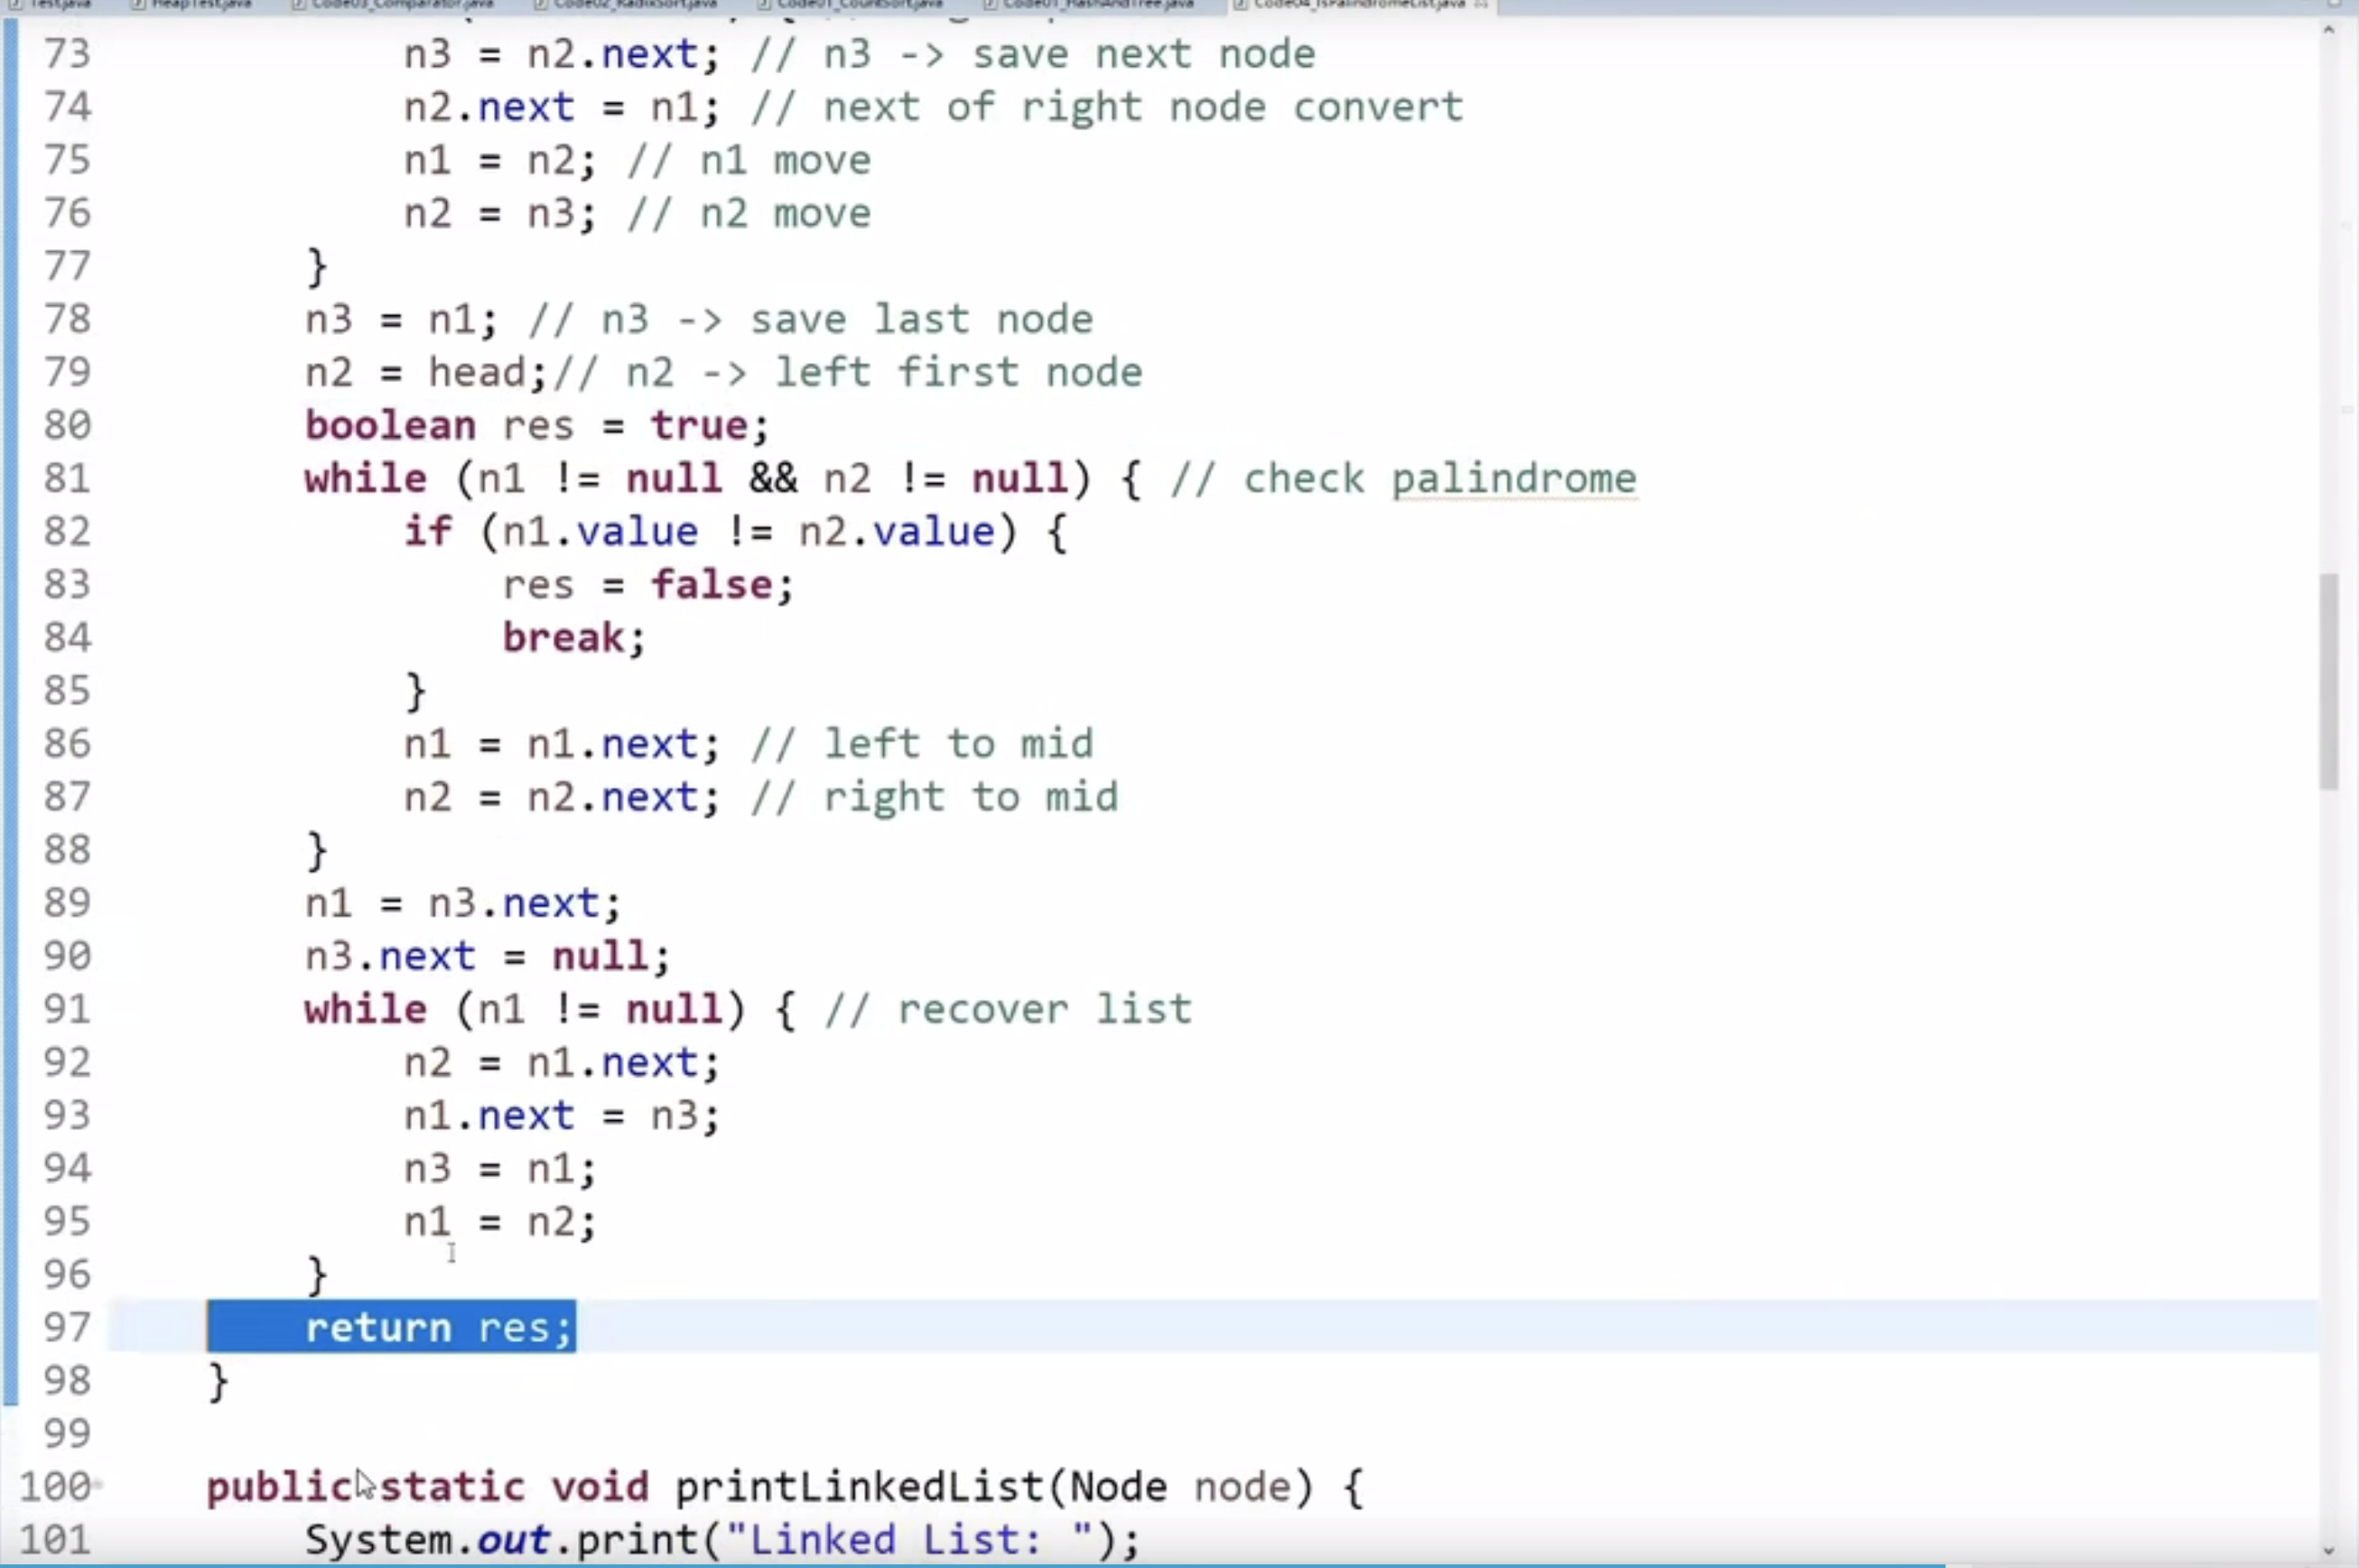 Test.java HeapTest.java Code03_Comparator.java Code02_RadixSort.java Code01_CountSort.java Code01_HashAndTree.java Code04_IsPalindromeList.java
73 n3 = n2.next; // n3 -> save next node
74 n2.next = n1; // next of right node convert
75 n1 = n2; // n1 move
76 n2 = n3; // n2 move
77 }
78 n3 = n1; // n3 -> save last node
79 n2 = head;// n2 -> left first node
80 boolean res = true;
81 while (n1 != null && n2 != null) { // check palindrome
82 if (n1.value != n2.value) {
83 res = false;
84 break;
85 }
86 n1 = n1.next; // left to mid
87 n2 = n2.next; // right to mid
88 }
89 n1 = n3.next;
90 n3.next = null;
91 while (n1 != null) { // recover list
92 n2 = n1.next;
93 n1.next = n3;
94 n3 = n1;
95 n1 = n2;
96 }
97 return res;
98 }
99
100 public static void printLinkedList(Node node) {
101 System.out.print("Linked List: ");